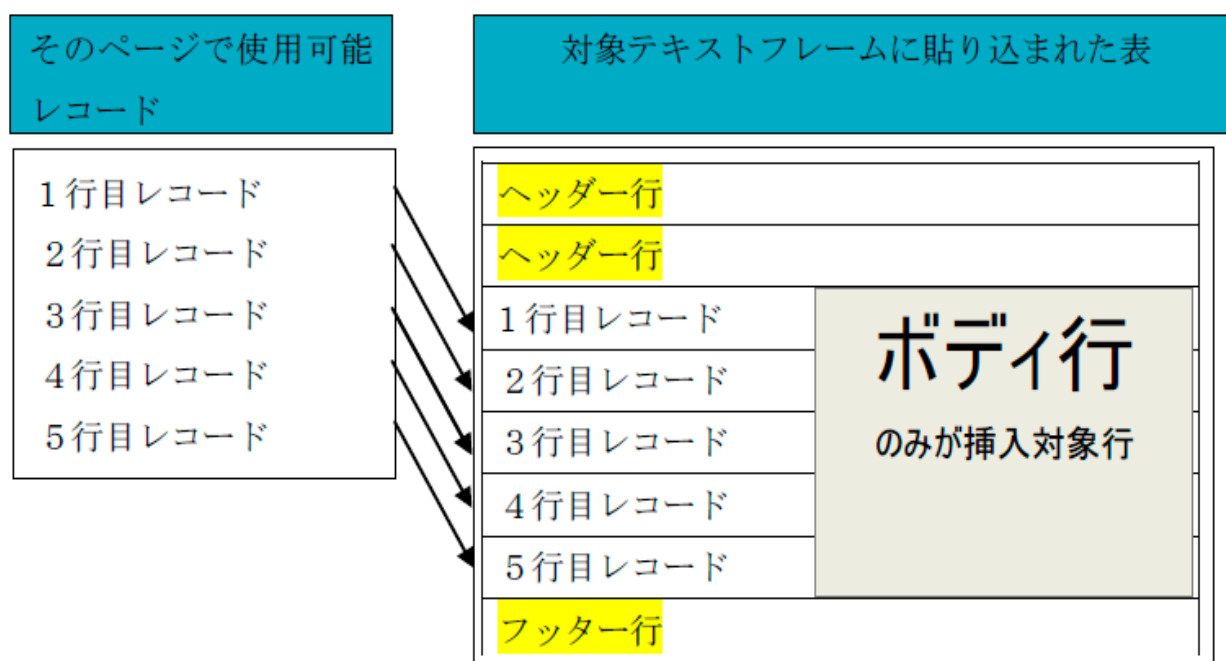 そのページで使用可能
レコード
対象テキストフレームに貼り込まれた表
1行目レコード
２行目レコード
３行目レコード
４行目レコード
５行目レコード
ヘッダー行
ヘッダー行
1行目レコード
２行目レコード
３行目レコード
４行目レコード
５行目レコード
フッター行
ボディ行
のみが挿入対象行